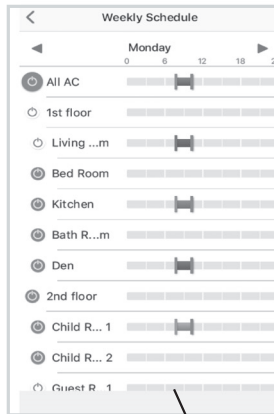 Weekly Schedule
Monday
0 6 12 18 2
All AC
1st floor
Living ...m
Bed Room
Kitchen
Bath R...m
Den
2nd floor
Child R... 1
Child R... 2
Guest R...1